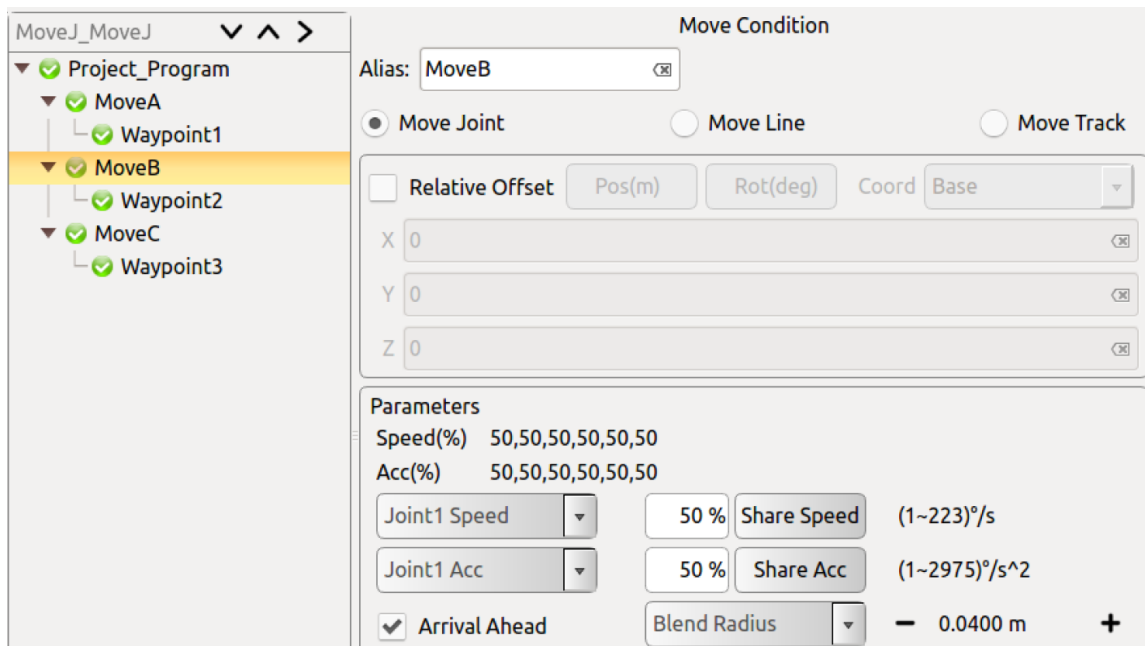 MoveJ_MoveJ
Project_Program
MoveA
Waypoint1
MoveB
Waypoint2
MoveC
Waypoint3
Move Condition
Alias: MoveB
Move Joint Move Line Move Track
Relative Offset Pos(m) Rot(deg) Coord Base
X 0
Y 0
Z 0
Parameters
Speed(%) 50,50,50,50,50,50
Acc(%) 50,50,50,50,50,50
Joint1 Speed 50 % Share Speed (1~223)°/s
Joint1 Acc 50 % Share Acc (1~2975)°/s^2
Arrival Ahead Blend Radius − 0.0400 m +